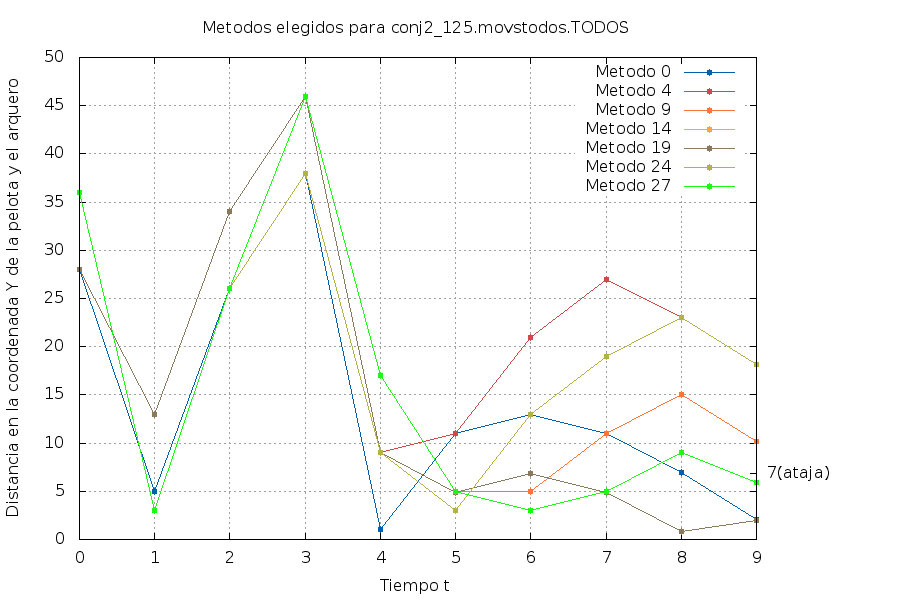 Metodos elegidos para conj2_125.movstodos.TODOS
Distancia en la coordenada Y de la pelota y el arquero
50
45
40
35
30
25
20
15
10
5
0
Metodo 0
Metodo 4
Metodo 9
Metodo 14
Metodo 19
Metodo 24
Metodo 27
7(ataja)
0 1 2 3 4 5 6 7 8 9
Tiempo t